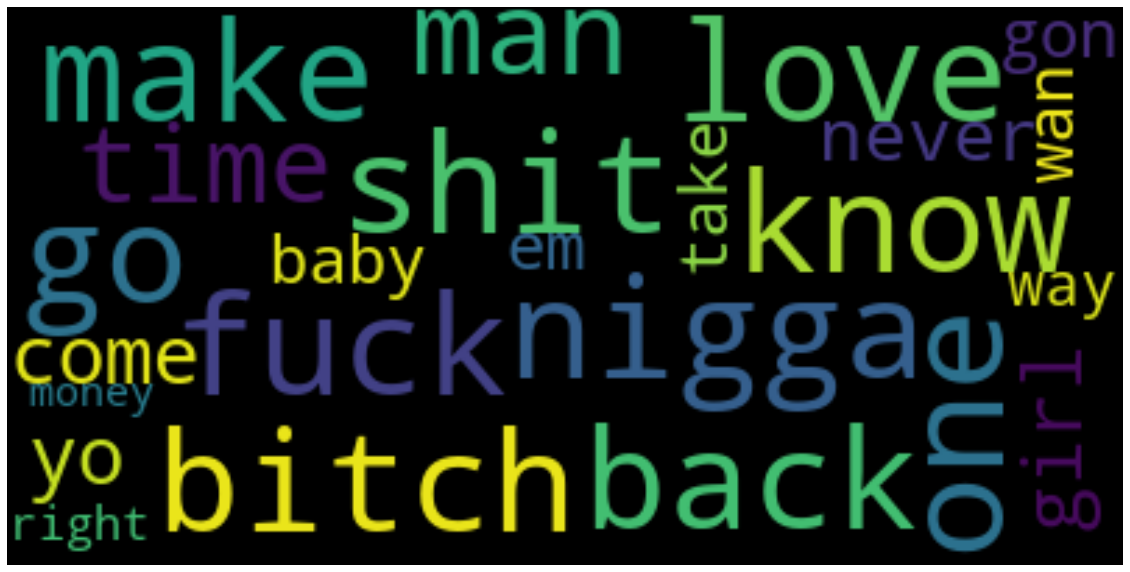 make
man
love
gon
time
shit
take
never
wan
go
baby
em
know
way
come
fuck
nigga
one
money
girl
yo
bitch
back
right